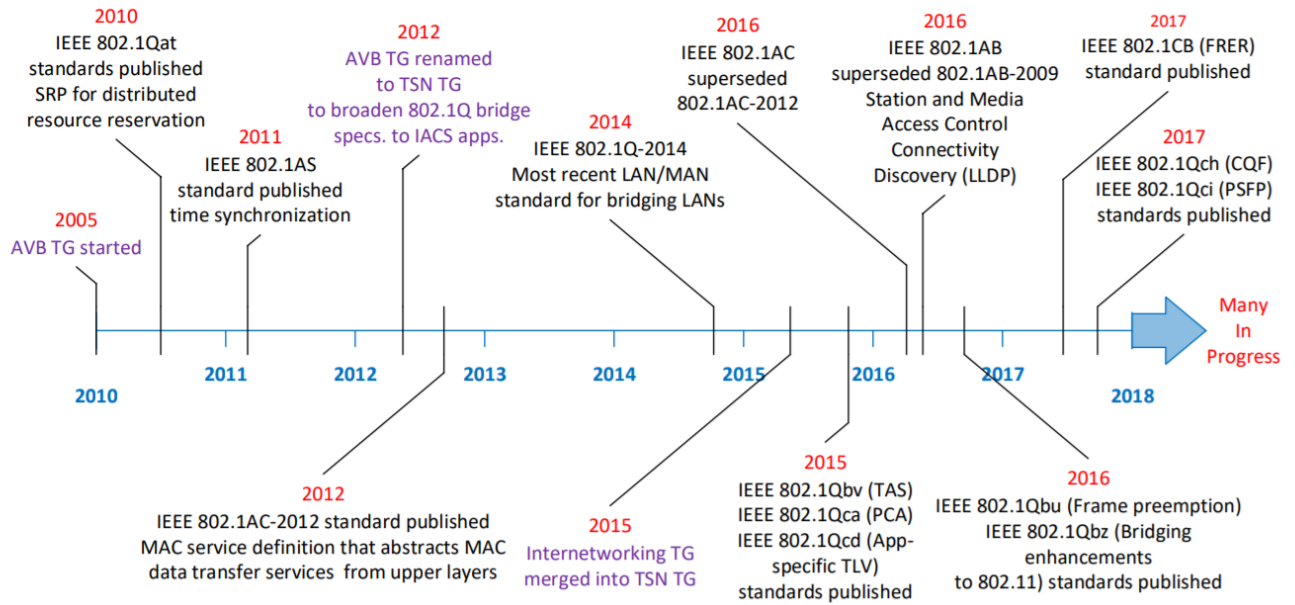 2010
IEEE 802.1Qat
standards published
SRP for distributed
resource reservation
2011
IEEE 802.1AS
standard published
time synchronization
2005
AVB TG started
2012
AVB TG renamed
to TSN TG
to broaden 802.1Q bridge
specs. to IACS apps.
2014
IEEE 802.1Q-2014
Most recent LAN/MAN
standard for bridging LANs
2016
IEEE 802.1AC
superseded
802.1AC-2012
2016
IEEE 802.1AB
superseded 802.1AB-2009
Station and Media
Access Control
Connectivity
Discovery (LLDP)
2017
IEEE 802.1CB (FRER)
standard published
2017
IEEE 802.1Qch (CQF)
IEEE 802.1Qci (PSFP)
standards published
Many
In
Progress
2010
2011
2012
2013
2014
2015
2016
2017
2018
2012
IEEE 802.1AC-2012 standard published
MAC service definition that abstracts MAC
data transfer services from upper layers
2015
Internetworking TG
merged into TSN TG
2015
IEEE 802.1Qbv (TAS)
IEEE 802.1Qca (PCA)
IEEE 802.1Qcd (App-
specific TLV)
standards published
2016
IEEE 802.1Qbu (Frame preemption)
IEEE 802.1Qbz (Bridging
enhancements
to 802.11) standards published